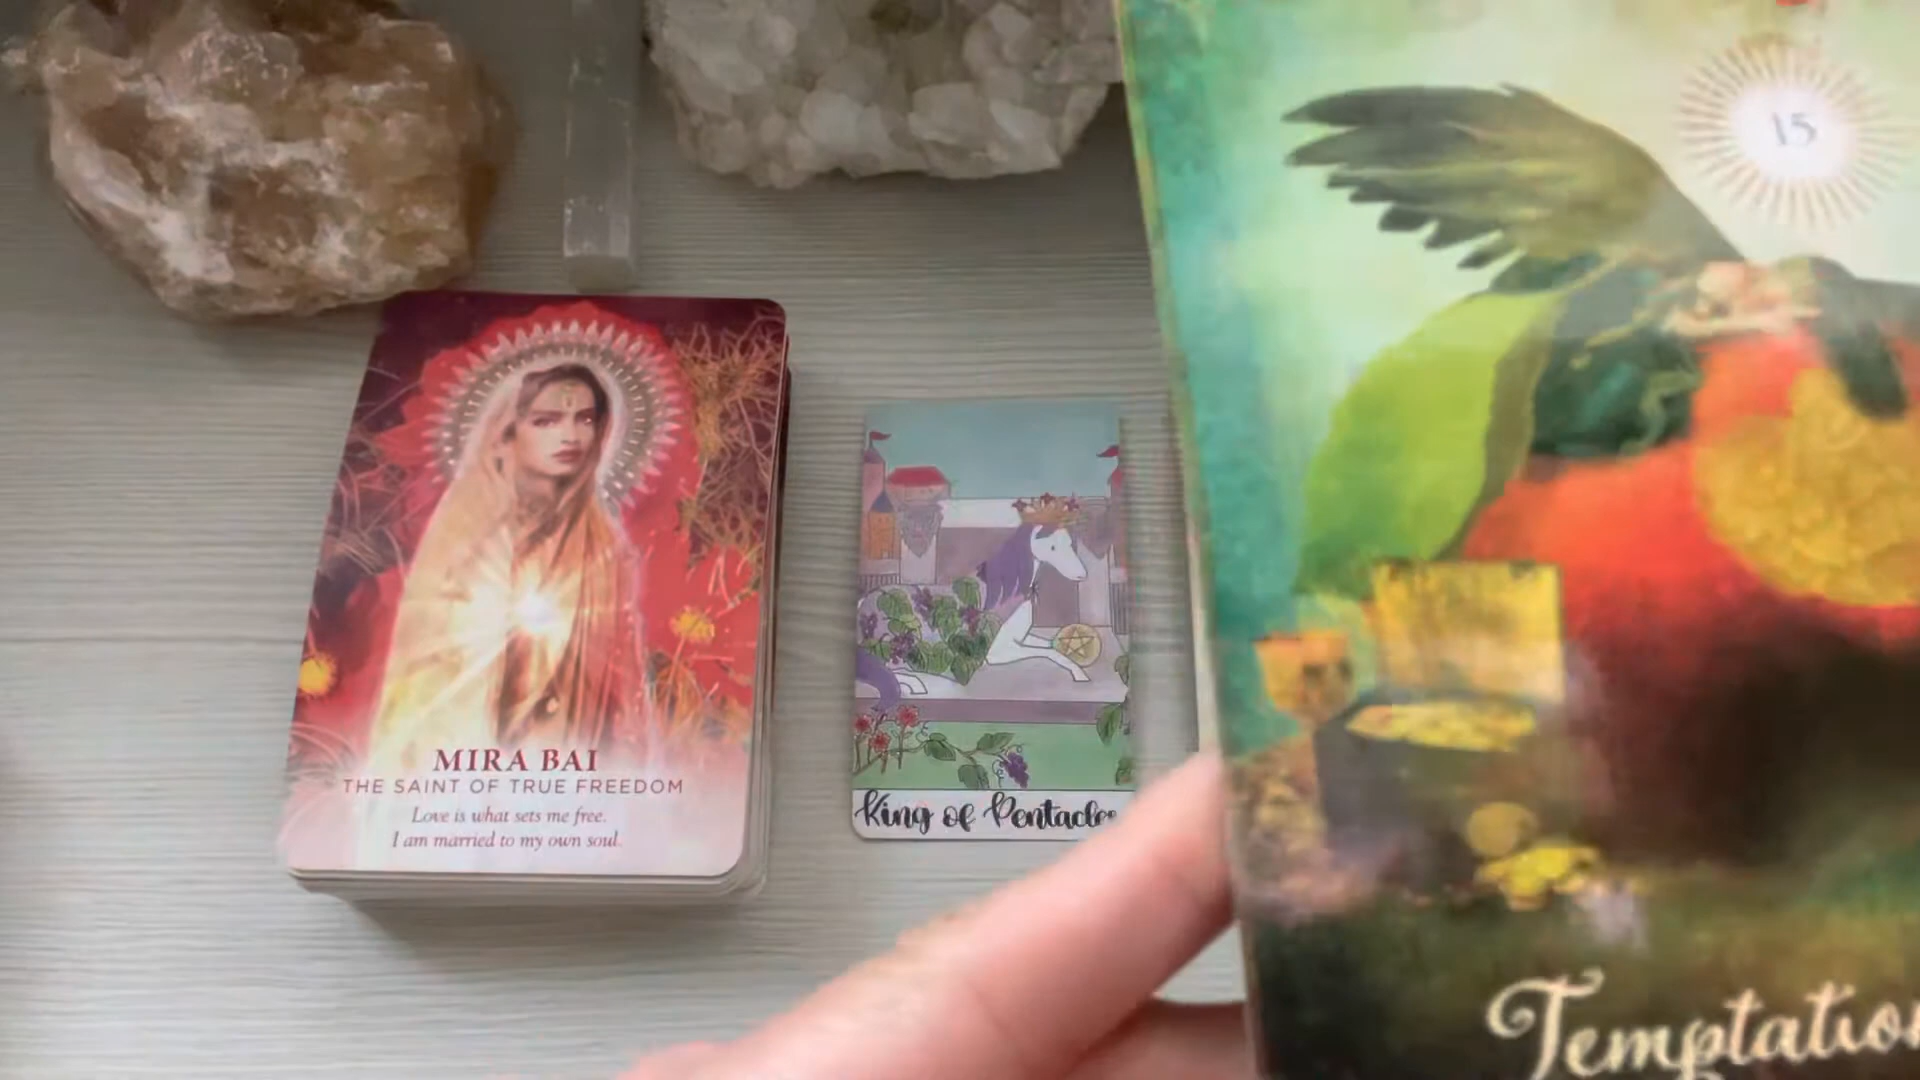 MIRA BAI
THE SAINT OF TRUE FREEDOM
Love is what sets me free.
I am married to my own soul.
King of Pentacles
15
Temptation